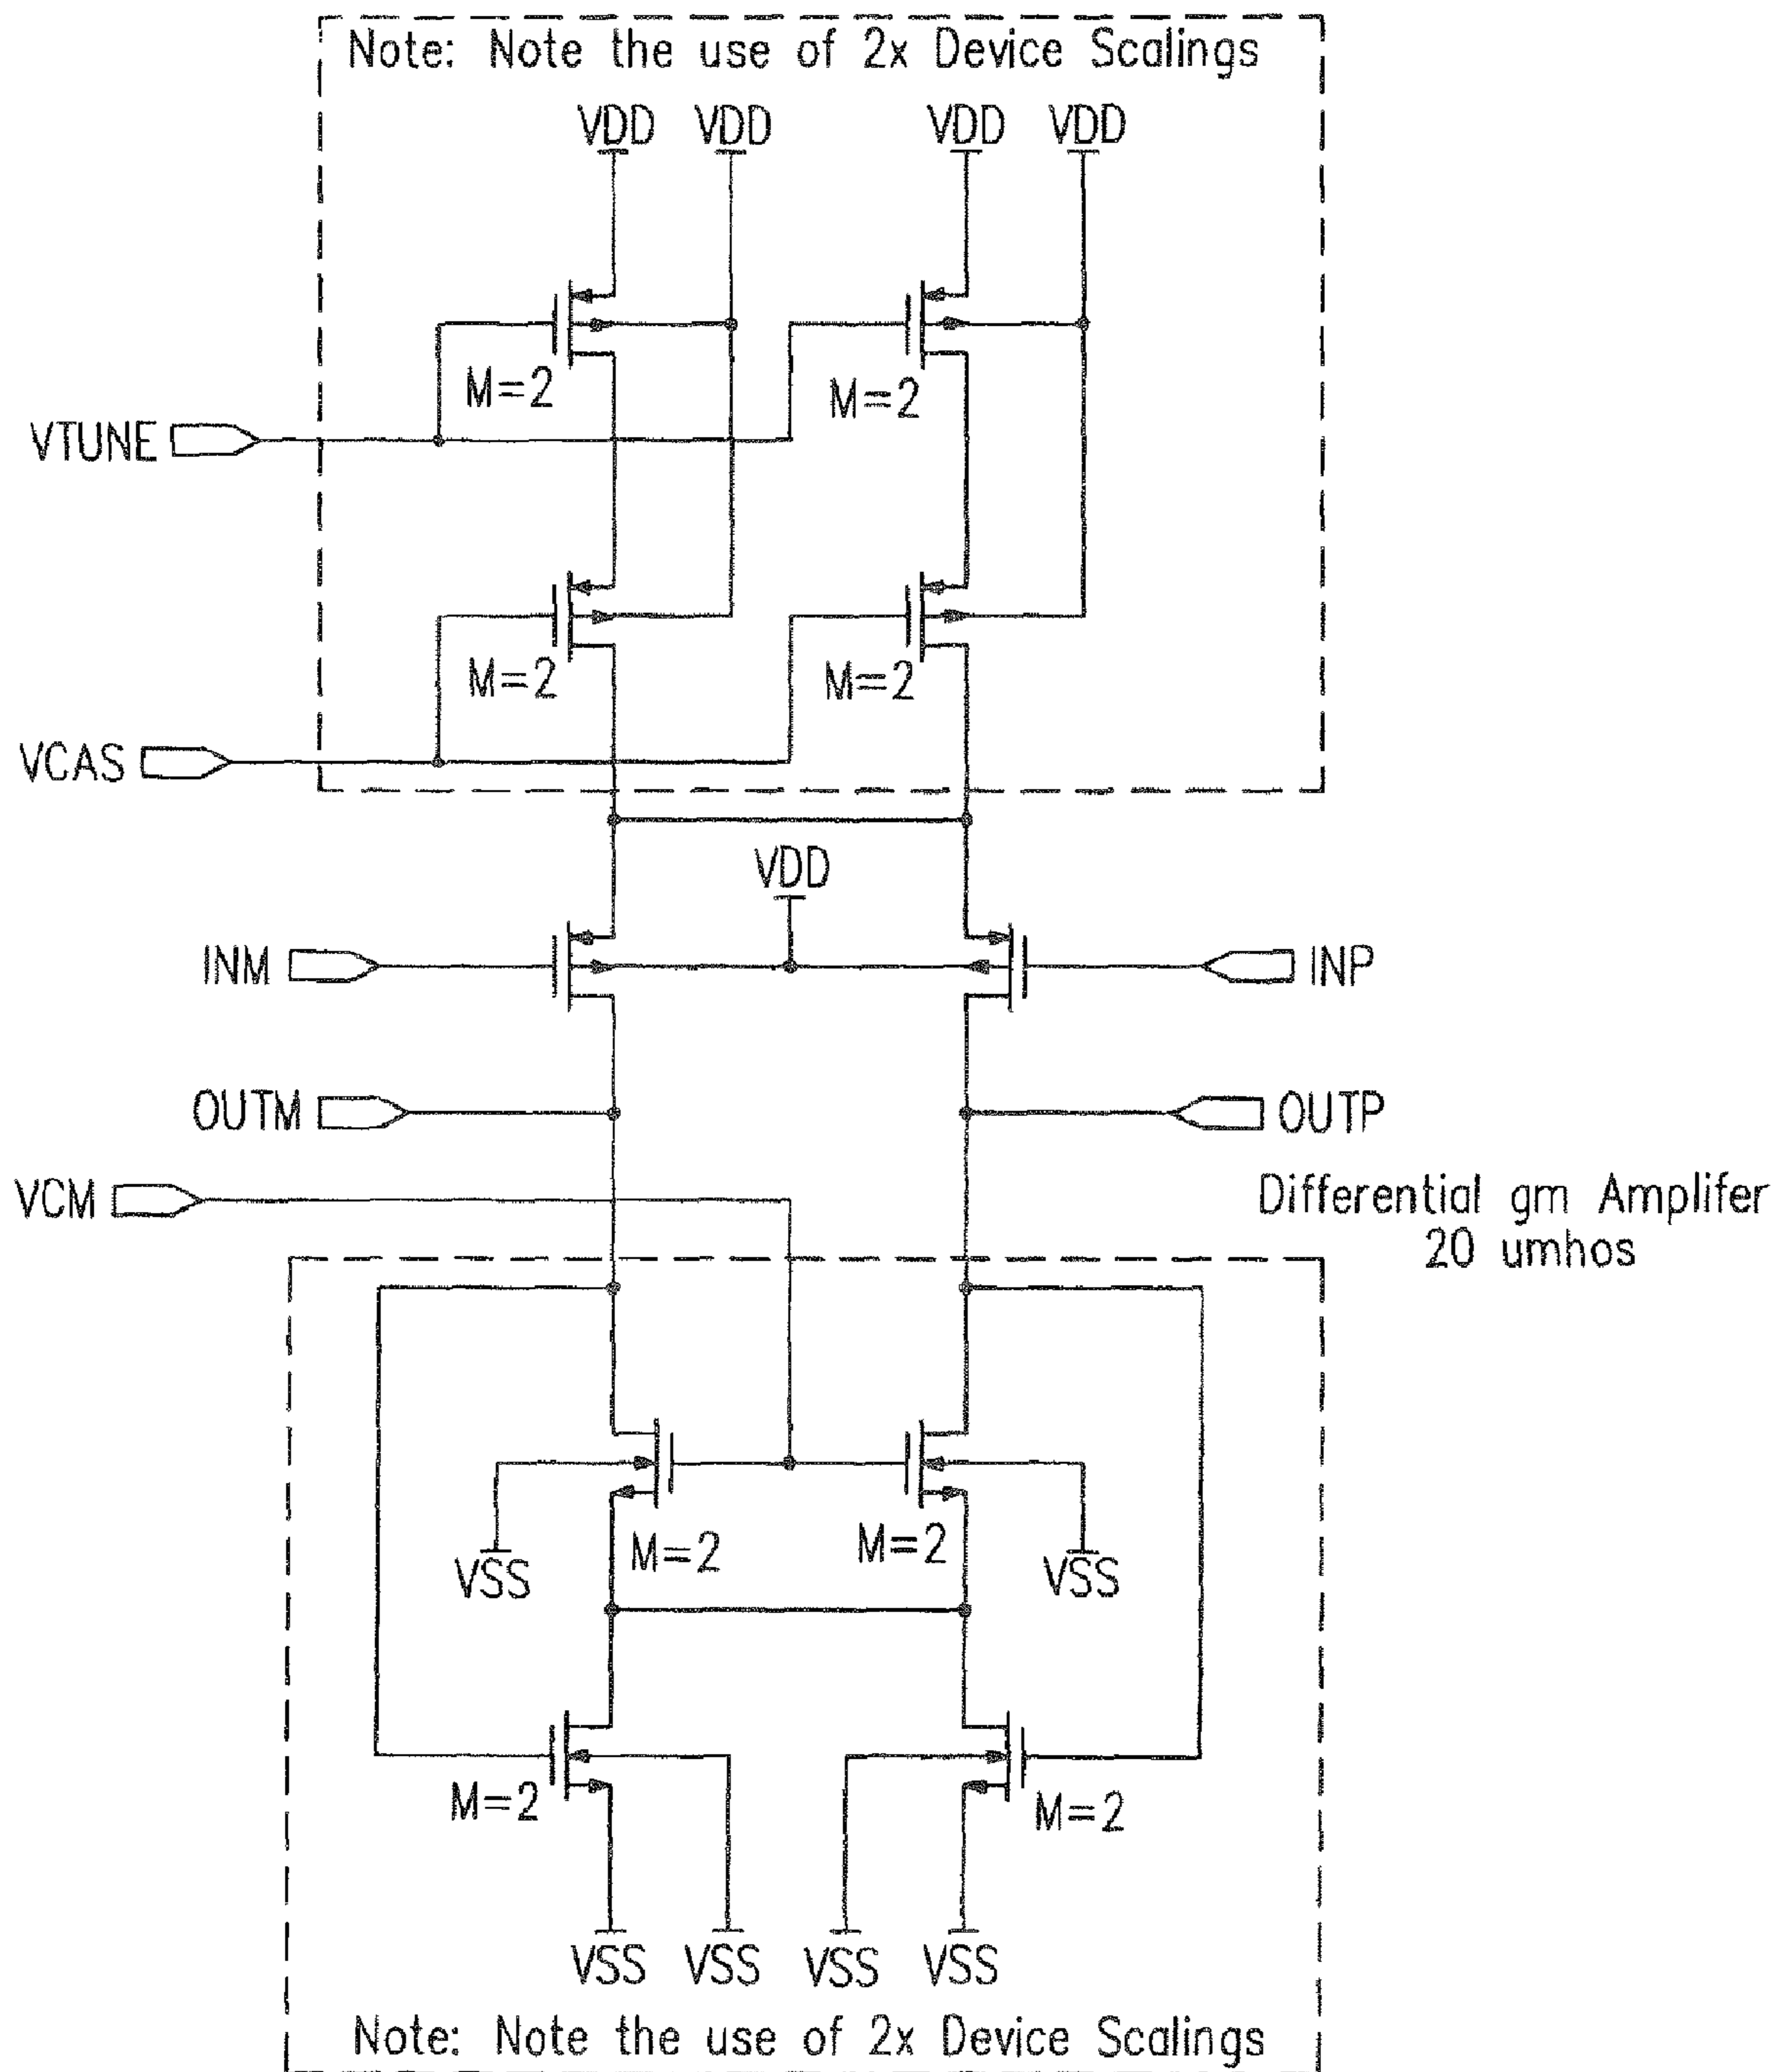 Note: Note the use of 2x Device Scalings
VDD VDD VDD VDD
M=2 M=2
VTUNE
M=2 M=2
VCAS
VDD
INM INP
OUTM OUTP
VCM
Differential gm Amplifer
20 umhos
M=2 M=2
VSS VSS
M=2 M=2
VSS VSS VSS VSS
Note: Note the use of 2x Device Scalings